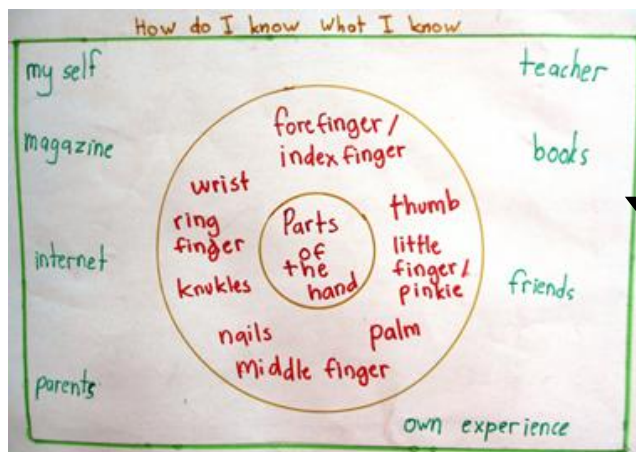 How do I know what I know
my self
teacher
magazine
books
internet
friends
parents
own experience
forefinger/
index finger
wrist
thumb
ring
finger
little
finger/
pinkie
knukles
nails
palm
middle finger
Parts
of
the
hand